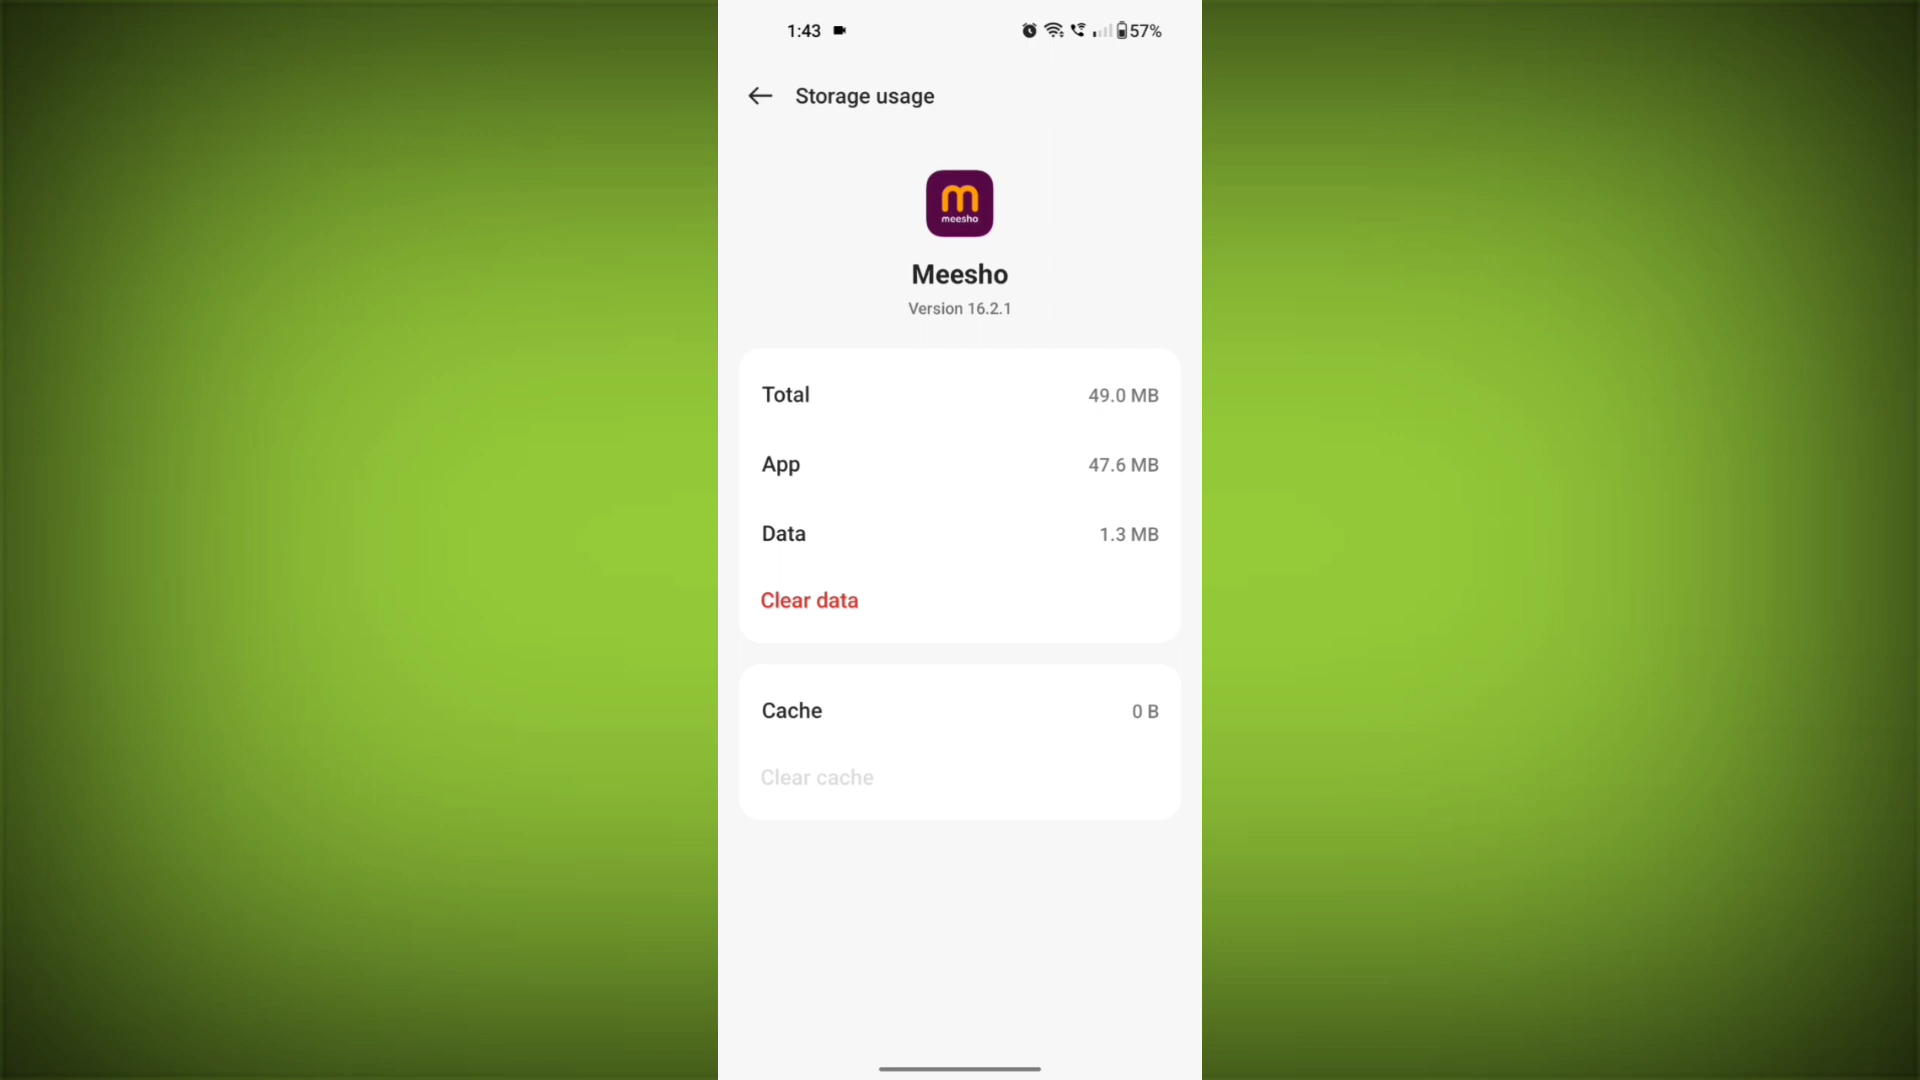 1:43 57%
Storage usage
m
meesho
Meesho
Version 16.2.1
Total 49.0 MB
App 47.6 MB
Data 1.3 MB
Clear data
Cache 0 B
Clear cache